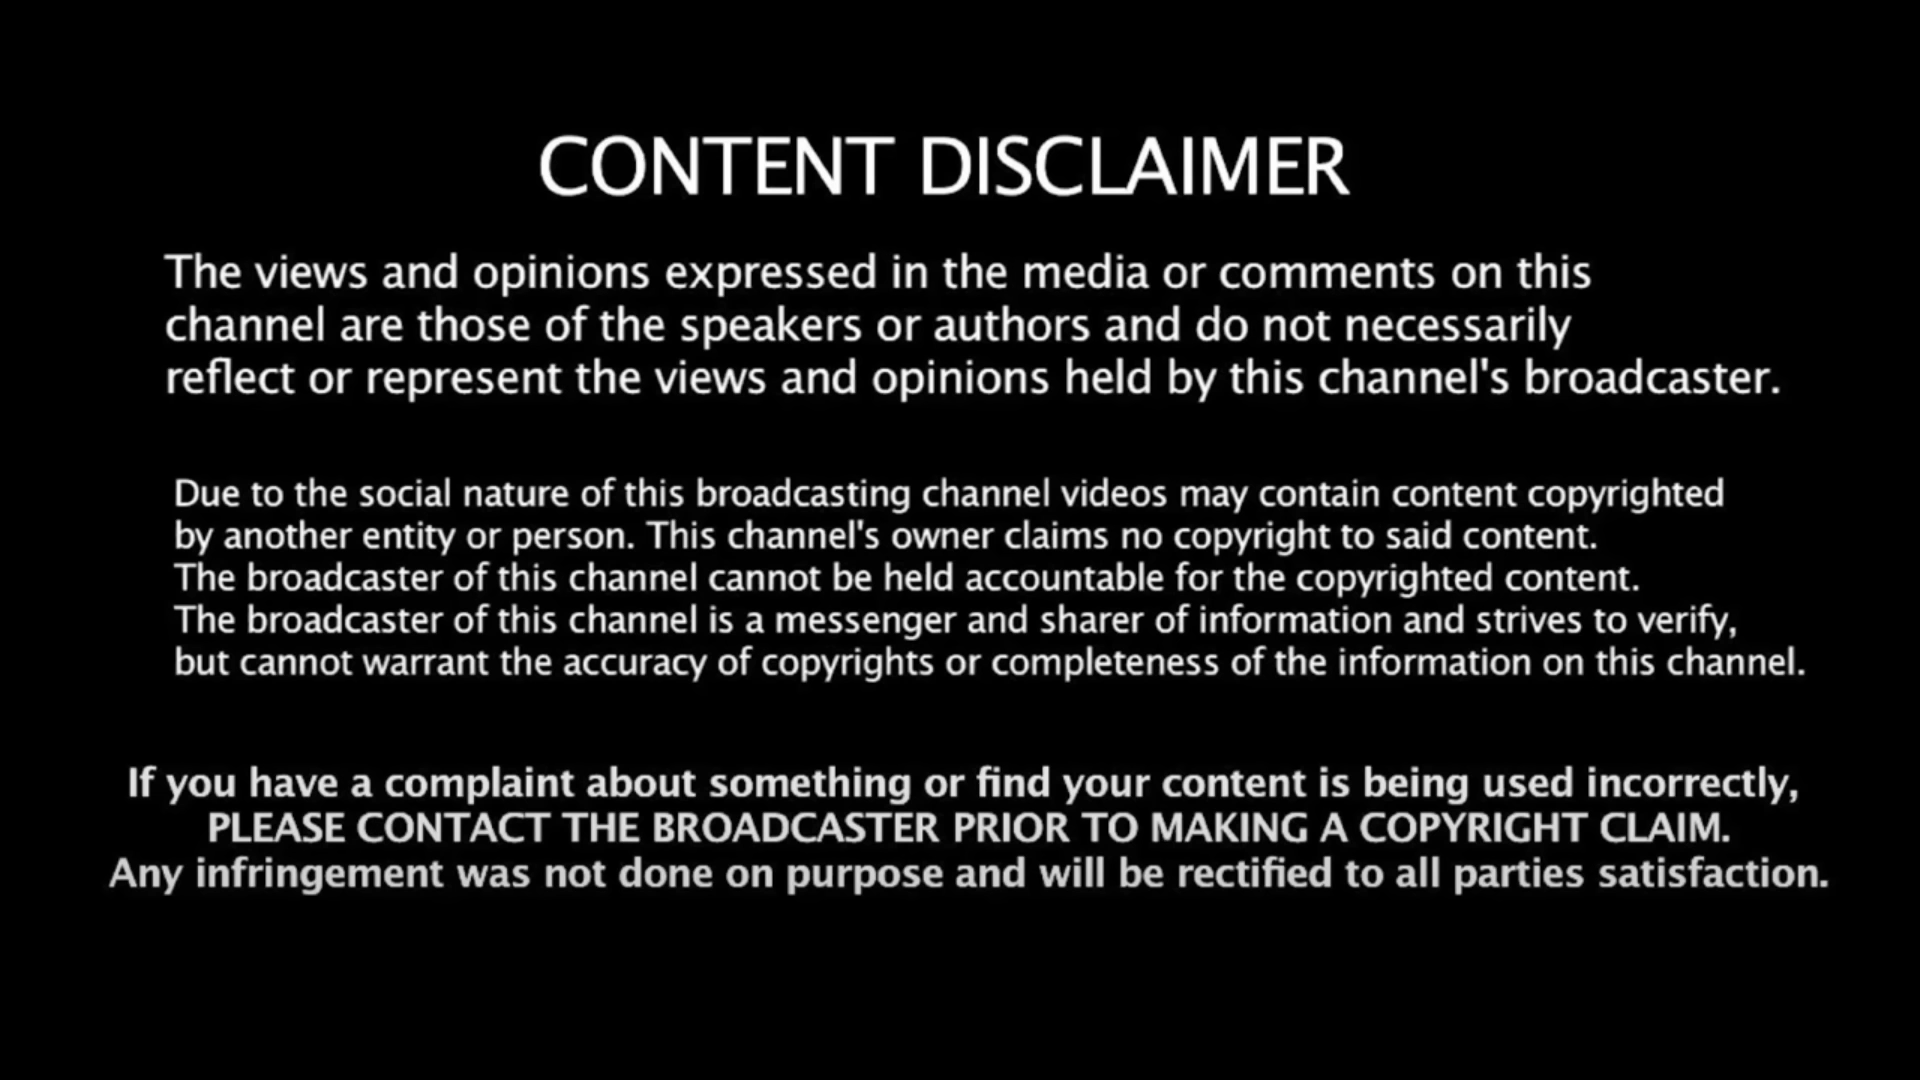 CONTENT DISCLAIMER
The views and opinions expressed in the media or comments on this
channel are those of the speakers or authors and do not necessarily
reflect or represent the views and opinions held by this channel's broadcaster.
Due to the social nature of this broadcasting channel videos may contain content copyrighted
by another entity or person. This channel's owner claims no copyright to said content.
The broadcaster of this channel cannot be held accountable for the copyrighted content.
The broadcaster of this channel is a messenger and sharer of information and strives to verify,
but cannot warrant the accuracy of copyrights or completeness of the information on this channel.
If you have a complaint about something or find your content is being used incorrectly,
PLEASE CONTACT THE BROADCASTER PRIOR TO MAKING A COPYRIGHT CLAIM.
Any infringement was not done on purpose and will be rectified to all parties satisfaction.